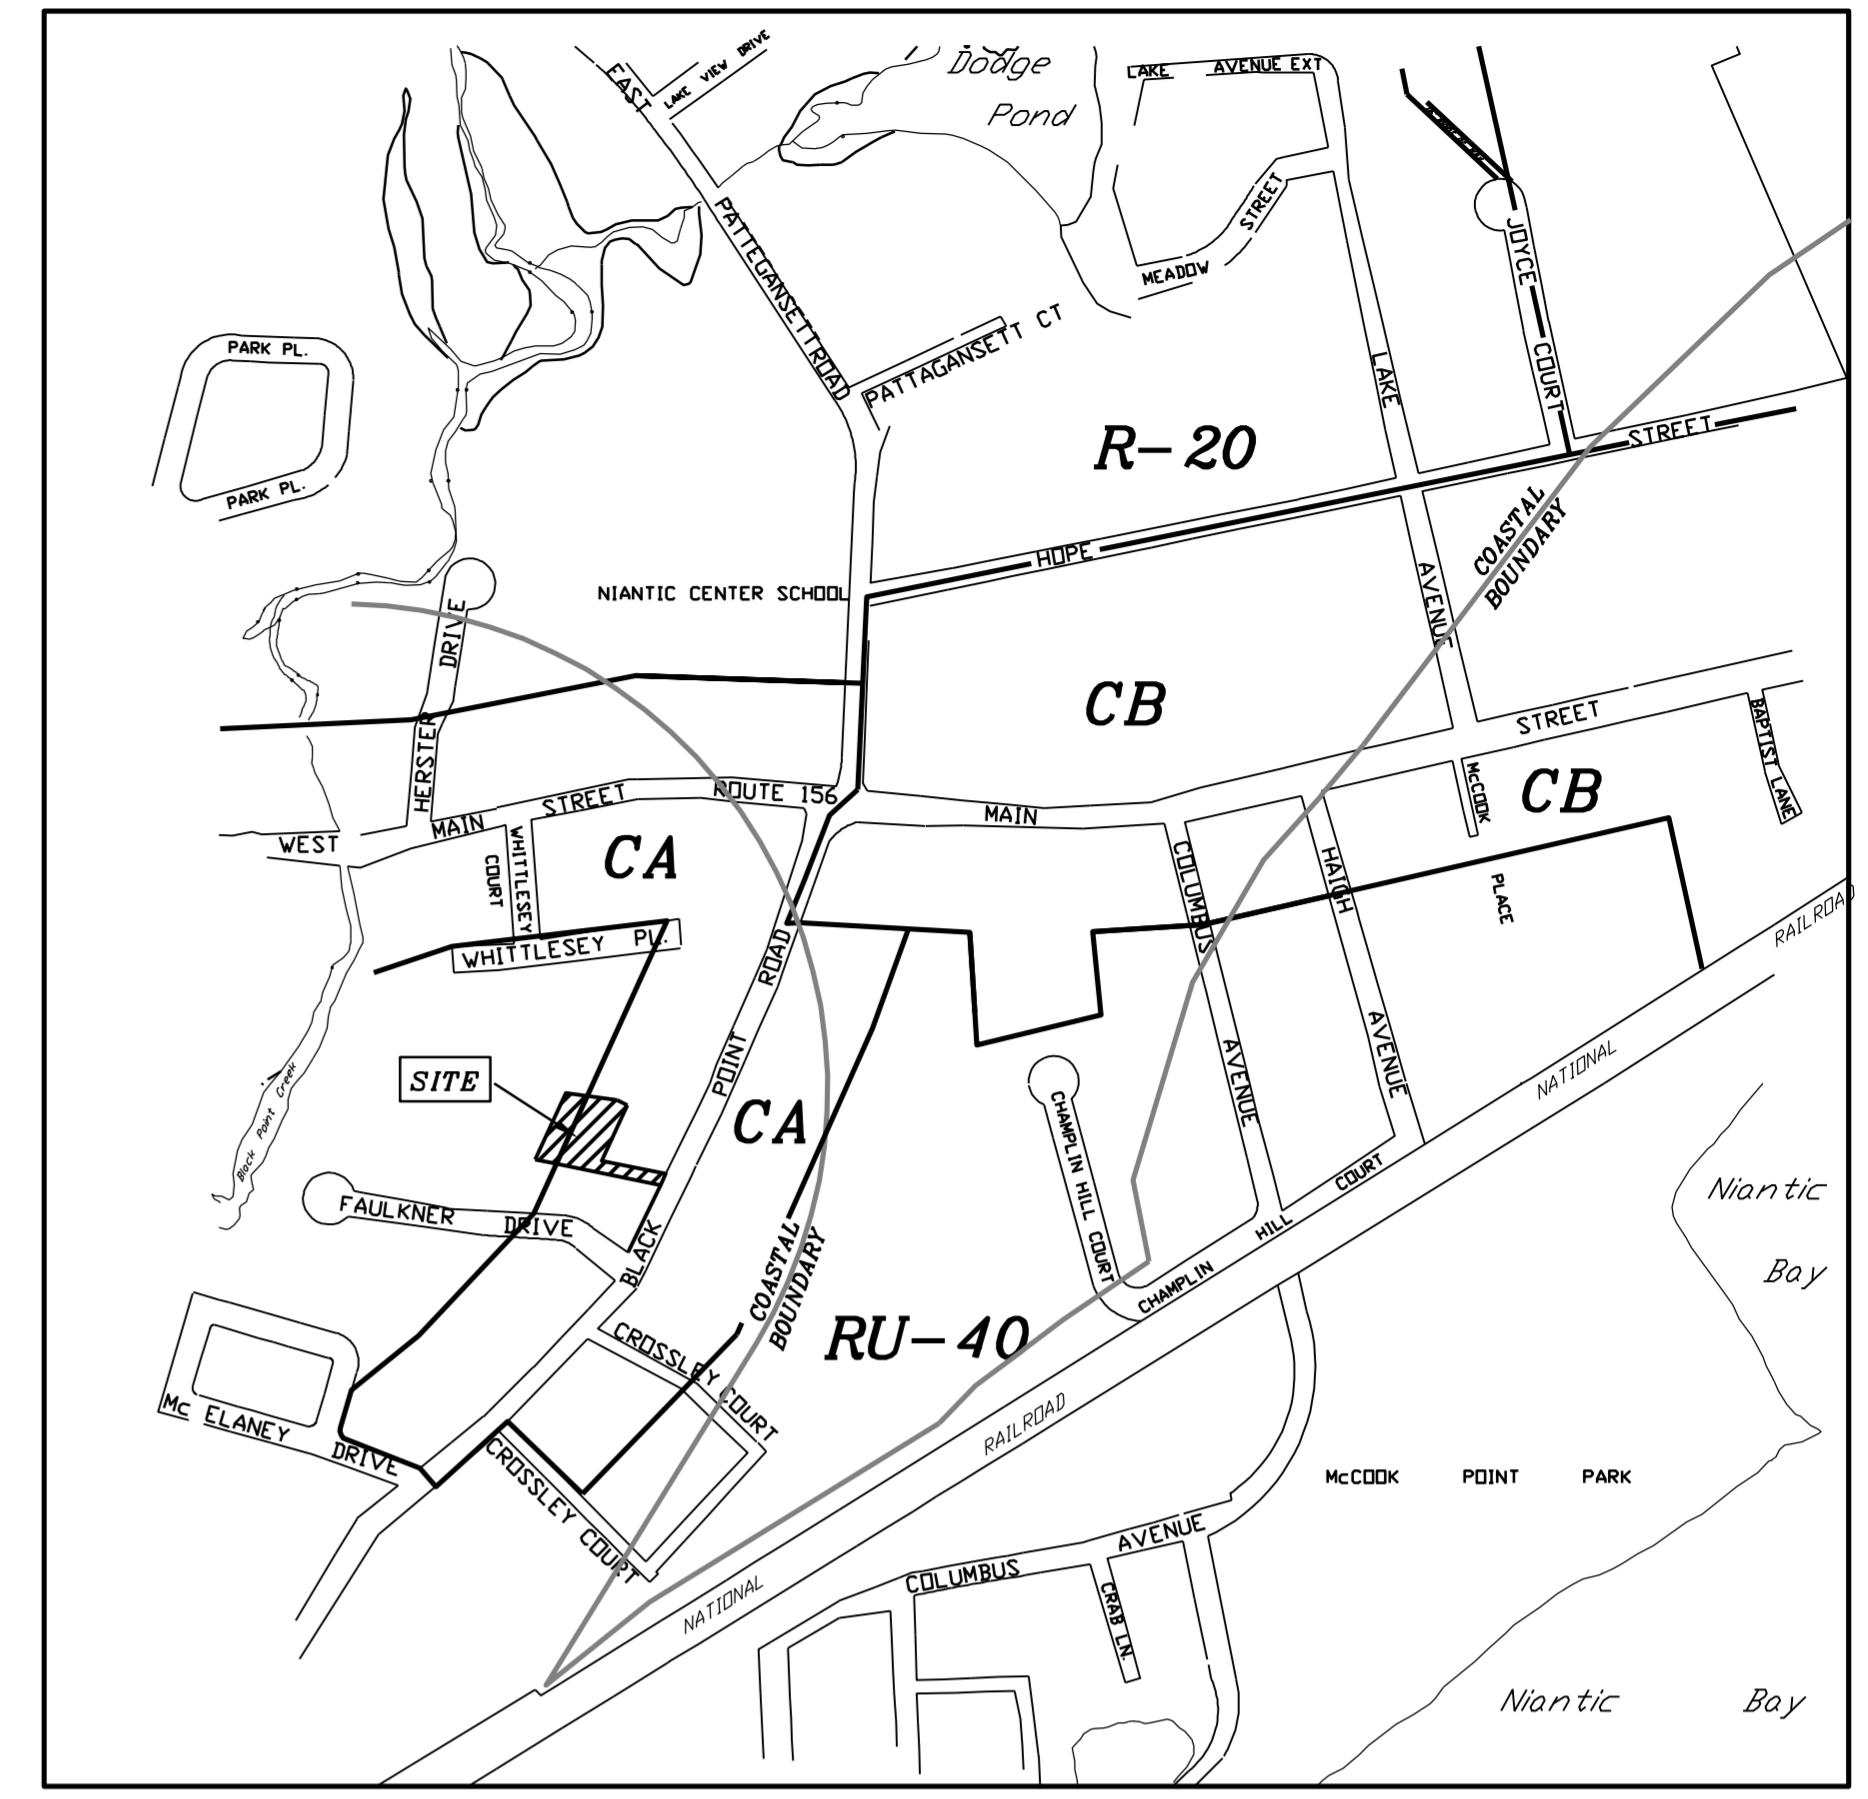 EAST
LAKE VIEW DRIVE
Dodge
Pond
LAKE AVENUE EXT
STREET
MEADOW
JOYCE
COURT
PATTEGANSETT ROAD
PATTAGANSETT CT
PARK PL.
PARK PL.
LAKE
AVENUE
R-20
STREET
HOPE
COASTAL
BOUNDARY
NIANTIC CENTER SCHOOL
HERSTER
DRIVE
CB
STREET
BAPTIST LANE
McCOOK
PLACE
CB
ROUTE 156
STREET
MAIN
WEST
MAIN
CA
WHITTLESEY
COURT
WHITTLESEY PL.
COLUMBUS
AVENUE
HAIGH
AVENUE
RAILROAD
NATIONAL
ROAD
POINT
BLACK
SITE
CA
Black Point Creek
FAULKNER DRIVE
CHAMPLIN HILL COURT
COURT
HILL
CHAMPLIN
COASTAL
BOUNDARY
Niantic
Bay
RU-40
CROSSLEY COURT
Mc ELANEY
DRIVE
CROSSLEY COURT
RAILROAD
NATIONAL
McCOOK POINT PARK
AVENUE
COLUMBUS
CRAB LN.
Niantic Bay